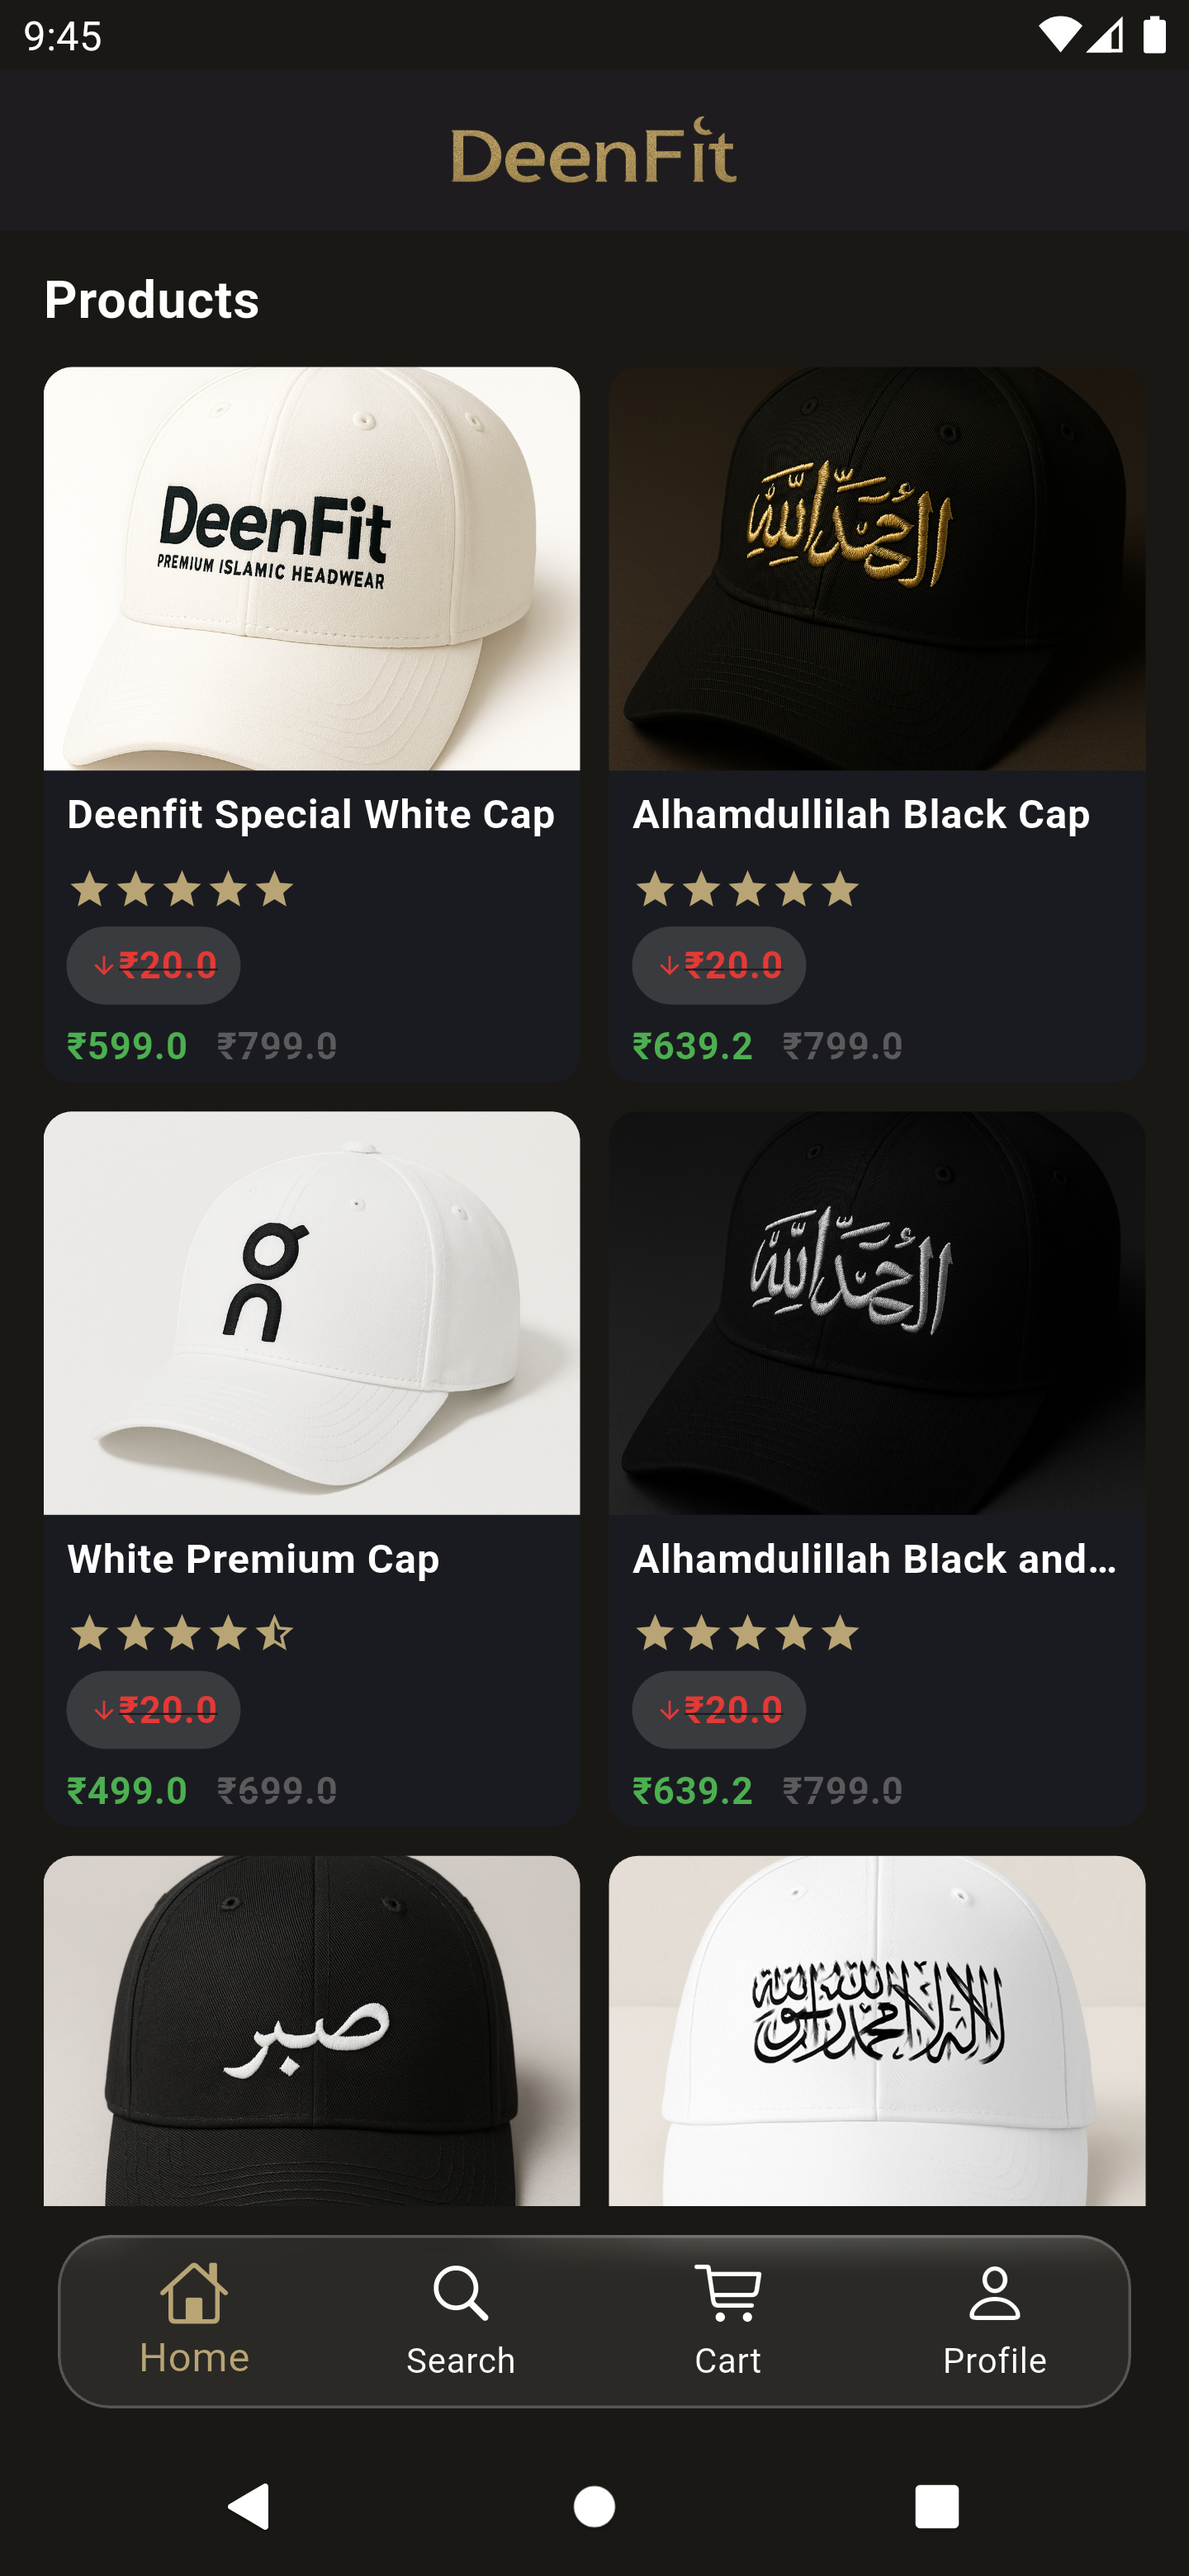 9:45
DeenFit
Products
DeenFit
PREMIUM ISLAMIC HEADWEAR
الحمد لله
Deenfit Special White Cap
Alhamdullilah Black Cap
↓₹20.0
↓₹20.0
₹599.0 ₹799.0
₹639.2 ₹799.0
الحمد لله
White Premium Cap
Alhamdulillah Black and...
↓₹20.0
↓₹20.0
₹499.0 ₹699.0
₹639.2 ₹799.0
صبر
لا اله الا الله محمد رسول الله
Home
Search
Cart
Profile